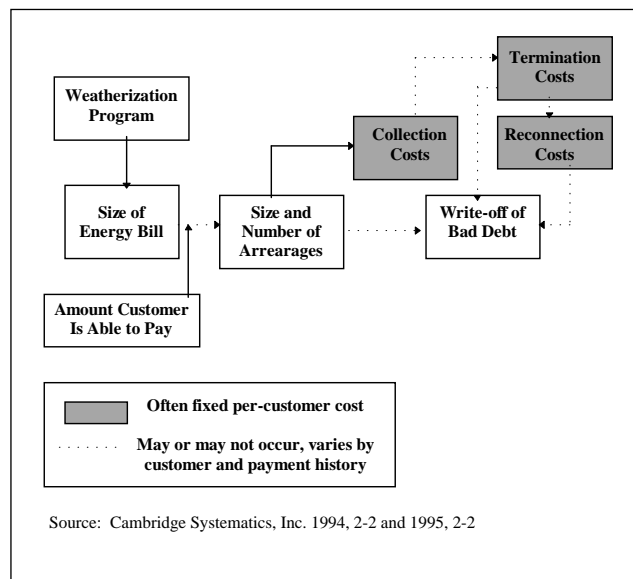 Termination
Costs
Weatherization
Program
Collection
Costs
Reconnection
Costs
Size of
Energy Bill
Size and
Number of
Arrearages
Write-off of
Bad Debt
Amount Customer
Is Able to Pay
Often fixed per-customer cost
May or may not occur, varies by
customer and payment history
Source: Cambridge Systematics, Inc. 1994, 2-2 and 1995, 2-2